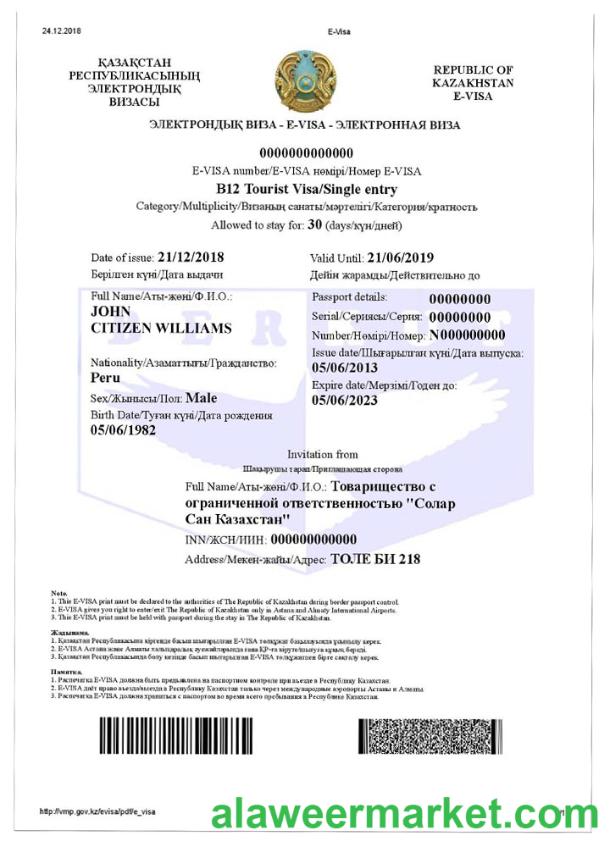 24.12.2018
E-Visa
ҚАЗАҚСТАН
РЕСПУБЛИКАСЫНЫҢ
ЭЛЕКТРОНДЫҚ
ВИЗАСЫ
REPUBLIC OF
KAZAKHSTAN
E-VISA
ЭЛЕКТРОНДЫҚ ВИЗА - E-VISA - ЭЛЕКТРОННАЯ ВИЗА
0000000000000
E-VISA number/E-VISA нөмірі/Номер E-VISA
B12 Tourist Visa/Single entry
Category/Multiplicity/Визаның санаты/мәртелігі/Категория/кратность
Allowed to stay for: 30 (days/күн/дней)
Date of issue: 21/12/2018
Берілген күні/Дата выдачи
Valid Until: 21/06/2019
Дейін жарамды/Действительно до
Full Name/Аты-жөні/Ф.И.О.:
JOHN
CITIZEN WILLIAMS
Passport details: 00000000
Serial/Сериясы/Серия: 00000000
Number/Нөмірі/Номер: N000000000
Issue date/Шығарылған күні/Дата выпуска:
05/06/2013
Expire date/Мерзімі/Годен до:
05/06/2023
Nationality/Азаматтығы/Гражданство:
Peru
Sex/Жынысы/Пол: Male
Birth Date/Туған күні/Дата рождения
05/06/1982
Invitation from
Шақырушы тарап/Приглашающая сторона
Full Name/Аты-жөні/Ф.И.О.: Товарищество с
ограниченной ответственностью "Солар
Сан Казахстан"
INN/ЖСН/ИИН: 000000000000
Address/Мекен-жайы/Адрес: ТОЛЕ БИ 218
Note.
1. This E-VISA print must be declared to the authorities of The Republic of Kazakhstan during border passport control.
2. E-VISA gives you right to enter/exit The Republic of Kazakhstan only in Astana and Almaty International Airports.
3. This E-VISA print must be held with passport during the stay in The Republic of Kazakhstan.
Жадынама.
1. Қазақстан Республикасына кіргенде басып шығарылған E-VISA төлқұжат бақылауында ұсынылу керек.
2. E-VISA Астана және Алматы халықаралық әуежайларында ғана ҚР-ға кіруге/шығуға құқық береді.
3. Қазақстан Республикасында болу кезінде басып шығарылған E-VISA төлқұжатпен бірге сақталу керек.
Памятка.
1. Распечатка E-VISA должна быть предъявлена на паспортном контроле при въезде в Республику Казахстан.
2. E-VISA даёт право въезда/выезда в Республику Казахстан только через международные аэропорты Астаны и Алматы.
3. Распечатка E-VISA должна храниться с паспортом во время всего пребывания в Республике Казахстан.
http://vmp.gov.kz/evisa/pdf/e_visa
alaweermarket.com